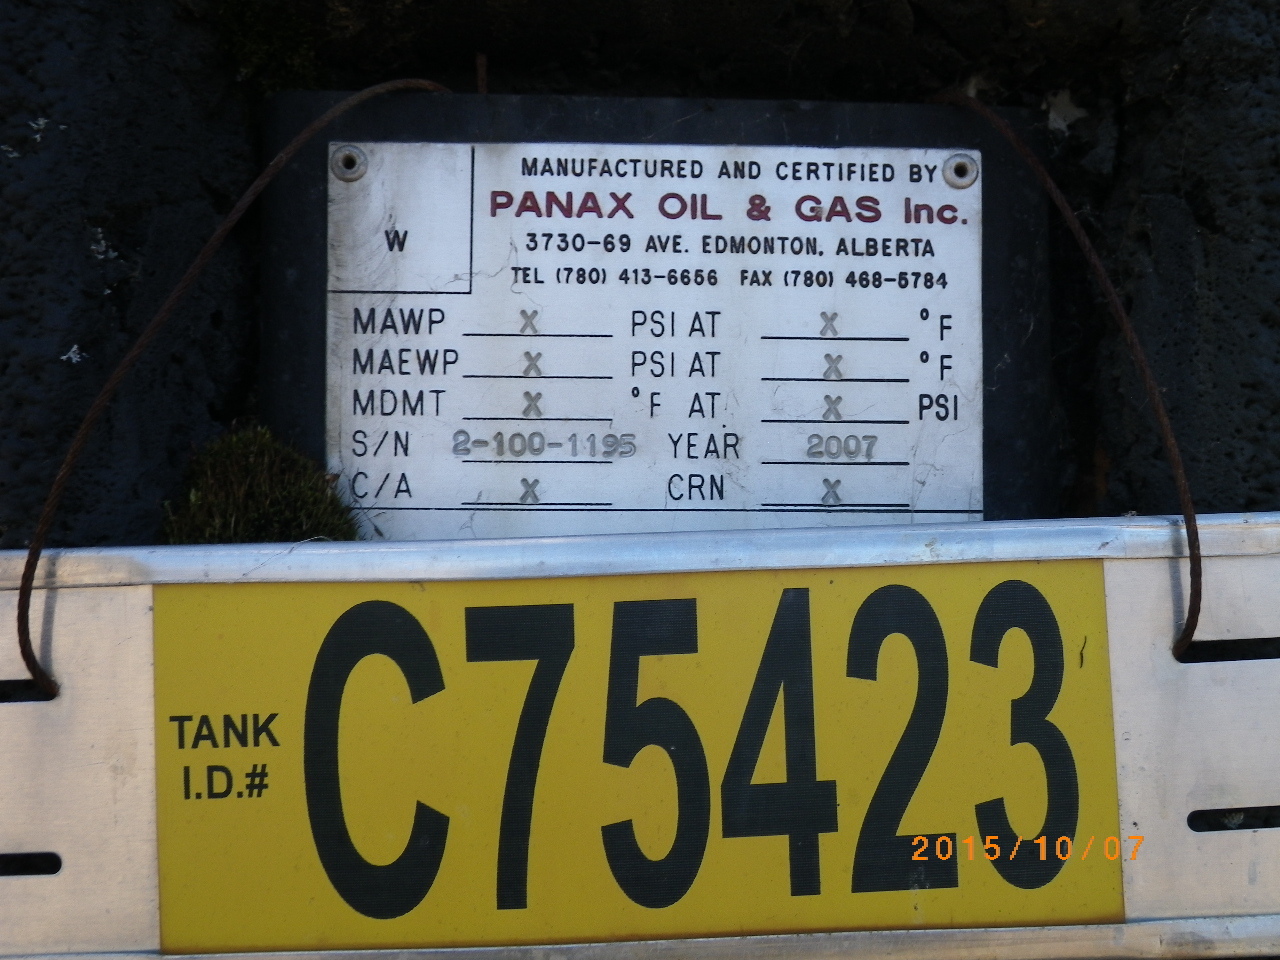 MANUFACTURED AND CERTIFIED BY
PANAX OIL & GAS Inc.
W
3730-69 AVE. EDMONTON, ALBERTA
TEL (780) 413-6656 FAX (780) 468-5784
MAWP X PSI AT X °F
MAEWP X PSI AT X °F
MDMT X °F AT X PSI
S/N 2-100-1195 YEAR 2007
C/A X CRN X
TANK
I.D.#
C75423
2015/10/07